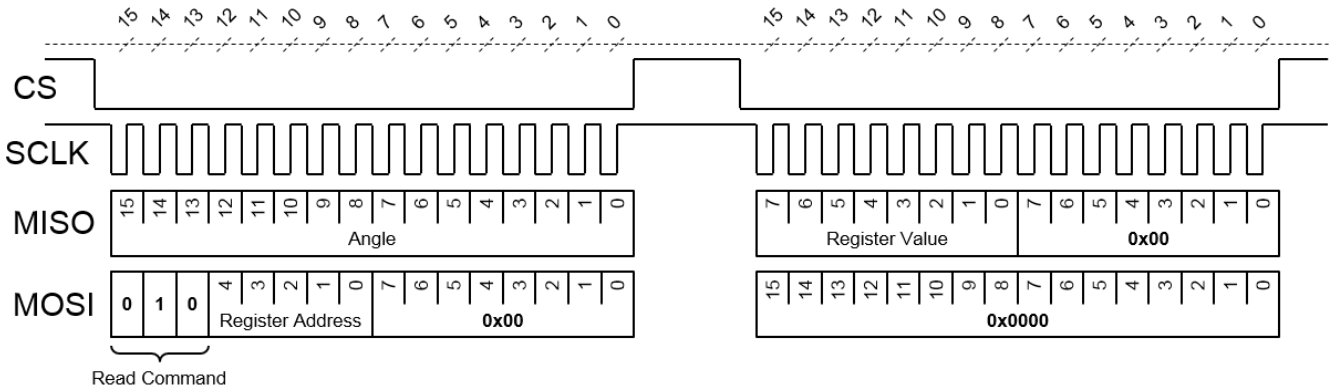 15 14 13 12 11 10 9 8 7 6 5 4 3 2 1 0 15 14 13 12 11 10 9 8 7 6 5 4 3 2 1 0
CS
SCLK
MISO 15 14 13 12 11 10 9 8 7 6 5 4 3 2 1 0 7 6 5 4 3 2 1 0 7 6 5 4 3 2 1 0
Angle Register Value 0x00
MOSI 0 1 0 4 3 2 1 0 7 6 5 4 3 2 1 0 15 14 13 12 11 10 9 8 7 6 5 4 3 2 1 0
Register Address 0x00 0x0000
Read Command